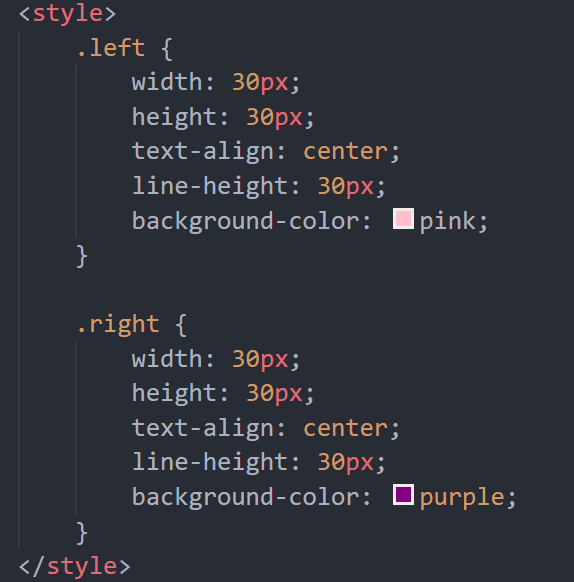 <style>
    .left {
        width: 30px;
        height: 30px;
        text-align: center;
        line-height: 30px;
        background-color: pink;
    }

    .right {
        width: 30px;
        height: 30px;
        text-align: center;
        line-height: 30px;
        background-color: purple;
    }
</style>